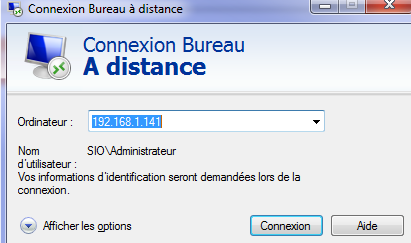 Connexion Bureau à distance
Connexion Bureau
A distance
Ordinateur :
192.168.1.141
Nom
d'utilisateur :
SIO\Administrateur
Vos informations d'identification seront demandées lors de la
connexion.
Afficher les options
Connexion
Aide